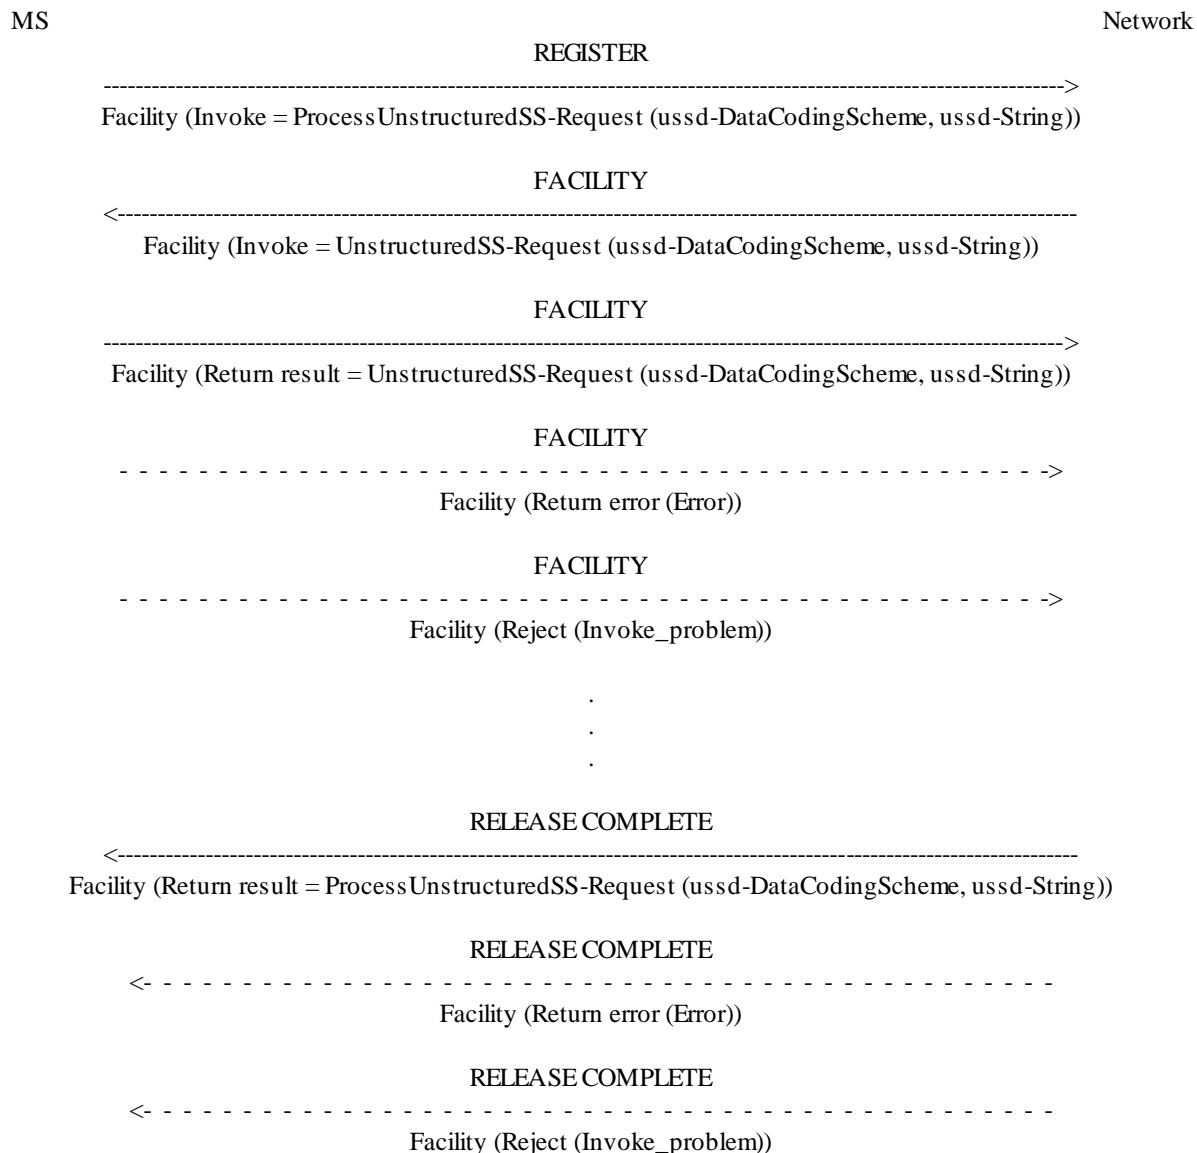 MS Network
REGISTER
------------------------------------------------------------------------------------------------------------------------>
Facility (Invoke = ProcessUnstructuredSS-Request (ussd-DataCodingScheme, ussd-String))
FACILITY
<------------------------------------------------------------------------------------------------------------------------
Facility (Invoke = UnstructuredSS-Request (ussd-DataCodingScheme, ussd-String))
FACILITY
------------------------------------------------------------------------------------------------------------------------>
Facility (Return result = UnstructuredSS-Request (ussd-DataCodingScheme, ussd-String))
FACILITY
- - - - - - - - - - - - - - - - - - - - - - - - - - - - - - - - - - - - - - - - - - - - - - ->
Facility (Return error (Error))
FACILITY
- - - - - - - - - - - - - - - - - - - - - - - - - - - - - - - - - - - - - - - - - - - - - - ->
Facility (Reject (Invoke_problem))
.
.
.
RELEASE COMPLETE
<------------------------------------------------------------------------------------------------------------------------
Facility (Return result = ProcessUnstructuredSS-Request (ussd-DataCodingScheme, ussd-String))
RELEASE COMPLETE
<- - - - - - - - - - - - - - - - - - - - - - - - - - - - - - - - - - - - - - - - - - - - - -
Facility (Return error (Error))
RELEASE COMPLETE
<- - - - - - - - - - - - - - - - - - - - - - - - - - - - - - - - - - - - - - - - - - - - - -
Facility (Reject (Invoke_problem))